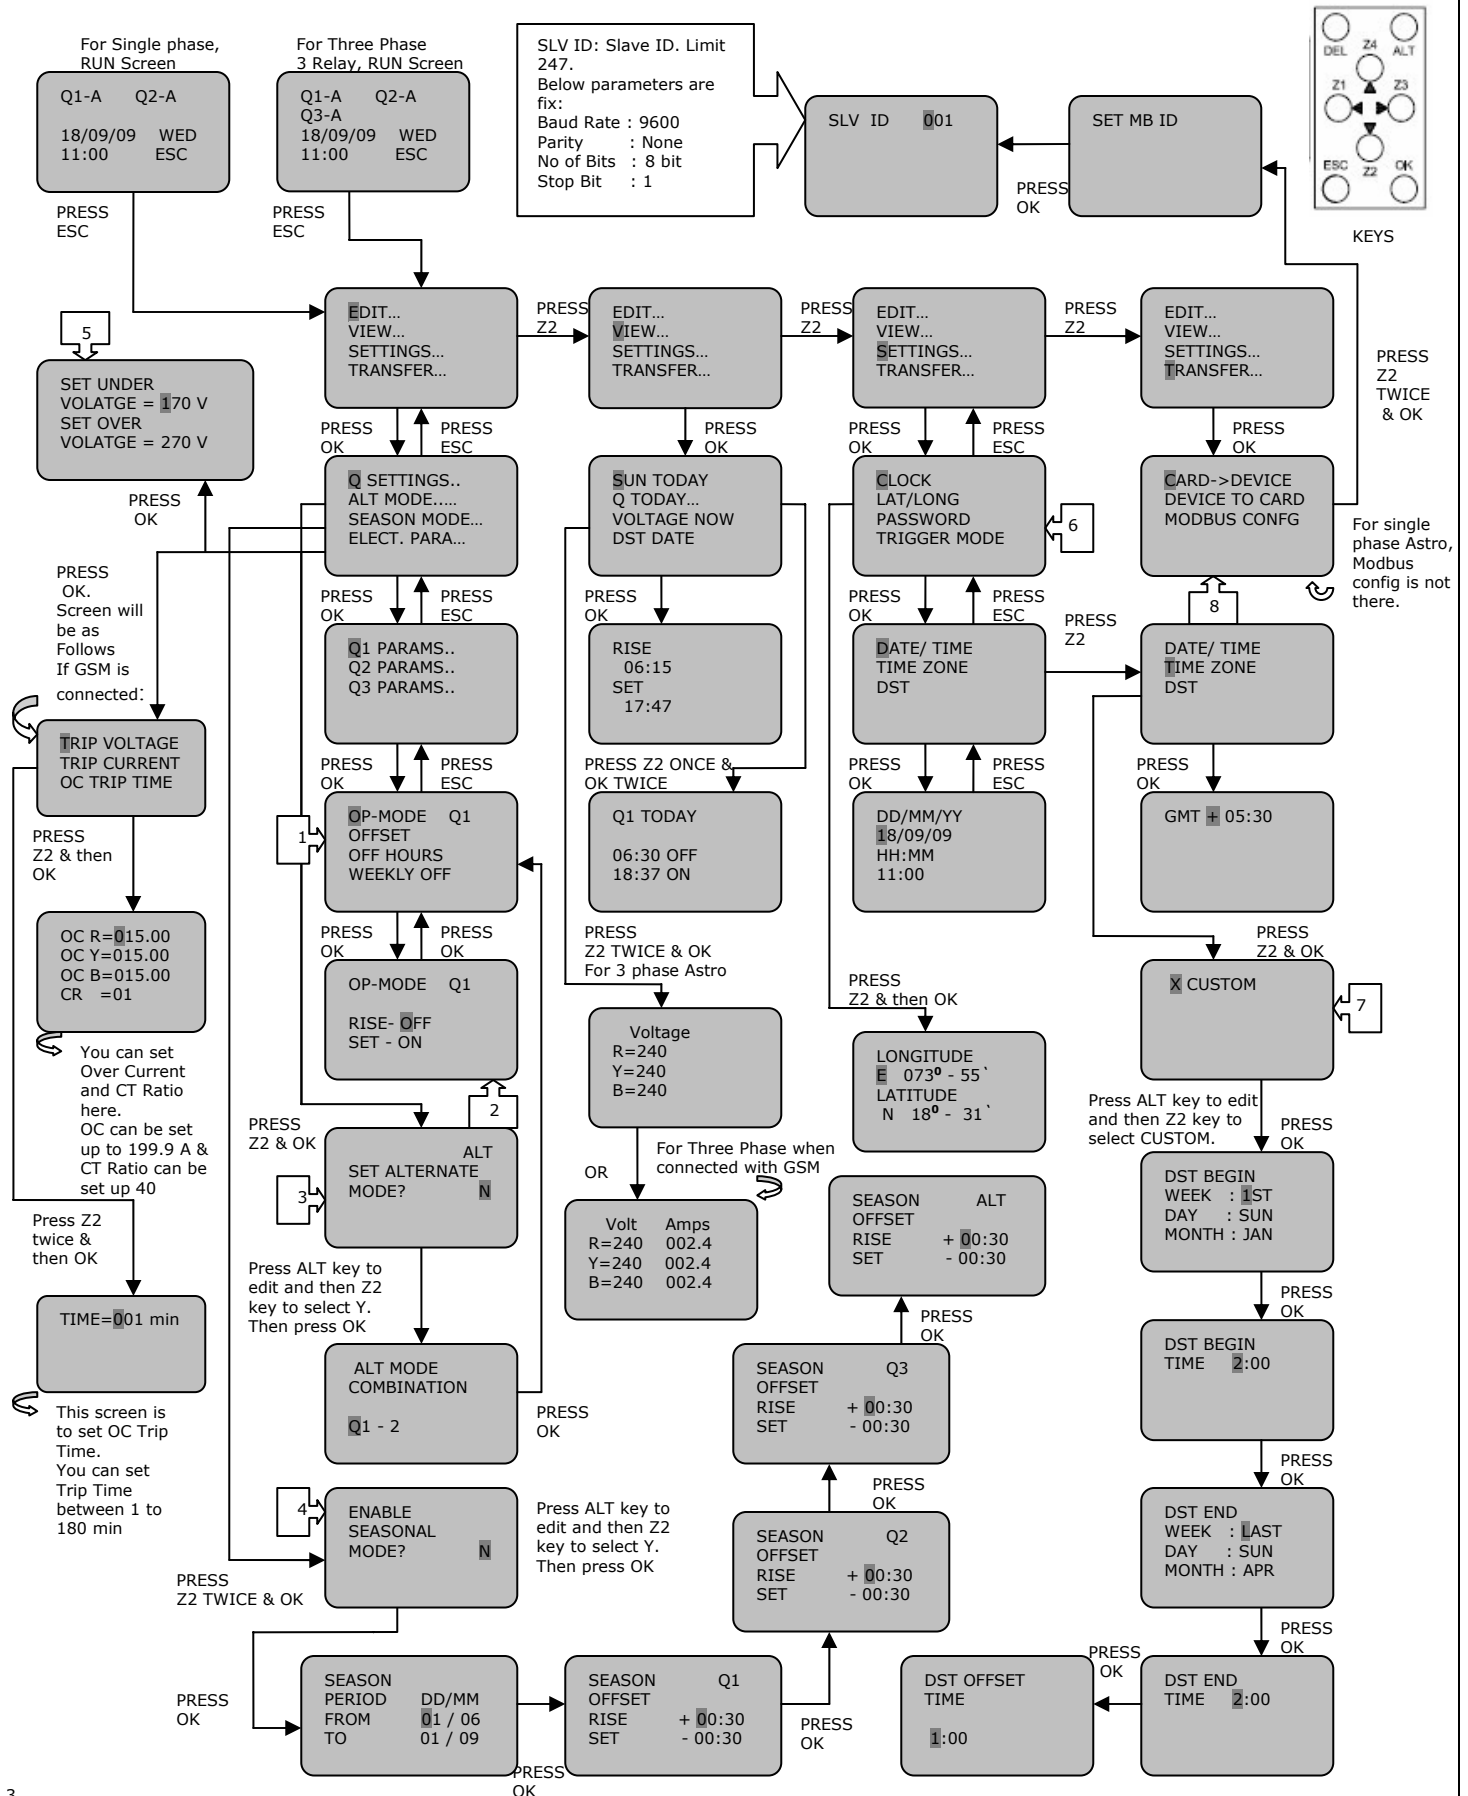 For Single phase,
RUN Screen
For Three Phase
3 Relay, RUN Screen
Q1-A Q2-A
18/09/09 WED
11:00 ESC
Q1-A Q2-A
Q3-A
18/09/09 WED
11:00 ESC
SLV ID: Slave ID. Limit
247.
Below parameters are
fix:
Baud Rate : 9600
Parity : None
No of Bits : 8 bit
Stop Bit : 1
SLV ID 001
PRESS
OK
SET MB ID
DEL Z4 ALT
Z1 Z3
ESC Z2 OK
KEYS
PRESS
ESC
PRESS
ESC
EDIT...
VIEW...
SETTINGS...
TRANSFER...
PRESS
Z2
EDIT...
VIEW...
SETTINGS...
TRANSFER...
PRESS
Z2
EDIT...
VIEW...
SETTINGS...
TRANSFER...
PRESS
Z2
EDIT...
VIEW...
SETTINGS...
TRANSFER...
PRESS
Z2
TWICE
& OK
5
SET UNDER
VOLATGE = 170 V
SET OVER
VOLATGE = 270 V
PRESS
OK
PRESS
OK
PRESS
ESC
PRESS
OK
PRESS
OK
PRESS
ESC
PRESS
OK
Q SETTINGS..
ALT MODE.....
SEASON MODE...
ELECT. PARA...
SUN TODAY
Q TODAY...
VOLTAGE NOW
DST DATE
CLOCK
LAT/LONG
PASSWORD
TRIGGER MODE
6
CARD->DEVICE
DEVICE TO CARD
MODBUS CONFG
For single
phase Astro,
Modbus
config is not
there.
8
PRESS
OK.
Screen will
be as
Follows
If GSM is
connected:
PRESS
OK
PRESS
ESC
PRESS
OK
PRESS
OK
PRESS
ESC
PRESS
Z2
Q1 PARAMS..
Q2 PARAMS..
Q3 PARAMS..
RISE
06:15
SET
17:47
DATE/ TIME
TIME ZONE
DST
DATE/ TIME
TIME ZONE
DST
TRIP VOLTAGE
TRIP CURRENT
OC TRIP TIME
PRESS
OK
PRESS
ESC
PRESS Z2 ONCE &
OK TWICE
PRESS
OK
PRESS
ESC
PRESS
OK
PRESS
Z2 & then
OK
1
OP-MODE Q1
OFFSET
OFF HOURS
WEEKLY OFF
Q1 TODAY
06:30 OFF
18:37 ON
DD/MM/YY
18/09/09
HH:MM
11:00
GMT + 05:30
OC R=015.00
OC Y=015.00
OC B=015.00
CR =01
PRESS
OK
PRESS
OK
PRESS
Z2 TWICE & OK
For 3 phase Astro
PRESS
Z2 & then OK
PRESS
Z2 & OK
OP-MODE Q1
RISE- OFF
SET - ON
2
Voltage
R=240
Y=240
B=240
LONGITUDE
E 073⁰ - 55`
LATITUDE
N 18⁰ - 31`
X CUSTOM
7
You can set
Over Current
and CT Ratio
here.
OC can be set
up to 199.9 A &
CT Ratio can be
set up 40
PRESS
Z2 & OK
3
ALT
SET ALTERNATE
MODE? N
OR
For Three Phase when
connected with GSM
Press ALT key to edit
and then Z2 key to
select CUSTOM.
PRESS
OK
Press Z2
twice &
then OK
Volt Amps
R=240 002.4
Y=240 002.4
B=240 002.4
SEASON ALT
OFFSET
RISE + 00:30
SET - 00:30
DST BEGIN
WEEK : 1ST
DAY : SUN
MONTH : JAN
Press ALT key to
edit and then Z2
key to select Y.
Then press OK
PRESS
OK
PRESS
OK
TIME=001 min
ALT MODE
COMBINATION
Q1 - 2
PRESS
OK
SEASON Q3
OFFSET
RISE + 00:30
SET - 00:30
DST BEGIN
TIME 2:00
This screen is
to set OC Trip
Time.
You can set
Trip Time
between 1 to
180 min
PRESS
OK
PRESS
OK
4
ENABLE
SEASONAL
MODE? N
Press ALT key to
edit and then Z2
key to select Y.
Then press OK
SEASON Q2
OFFSET
RISE + 00:30
SET - 00:30
DST END
WEEK : LAST
DAY : SUN
MONTH : APR
PRESS
Z2 TWICE & OK
PRESS
OK
PRESS
OK
PRESS
OK
SEASON
PERIOD DD/MM
FROM 01 / 06
TO 01 / 09
PRESS
OK
SEASON Q1
OFFSET
RISE + 00:30
SET - 00:30
PRESS
OK
DST OFFSET
TIME
1:00
DST END
TIME 2:00
3